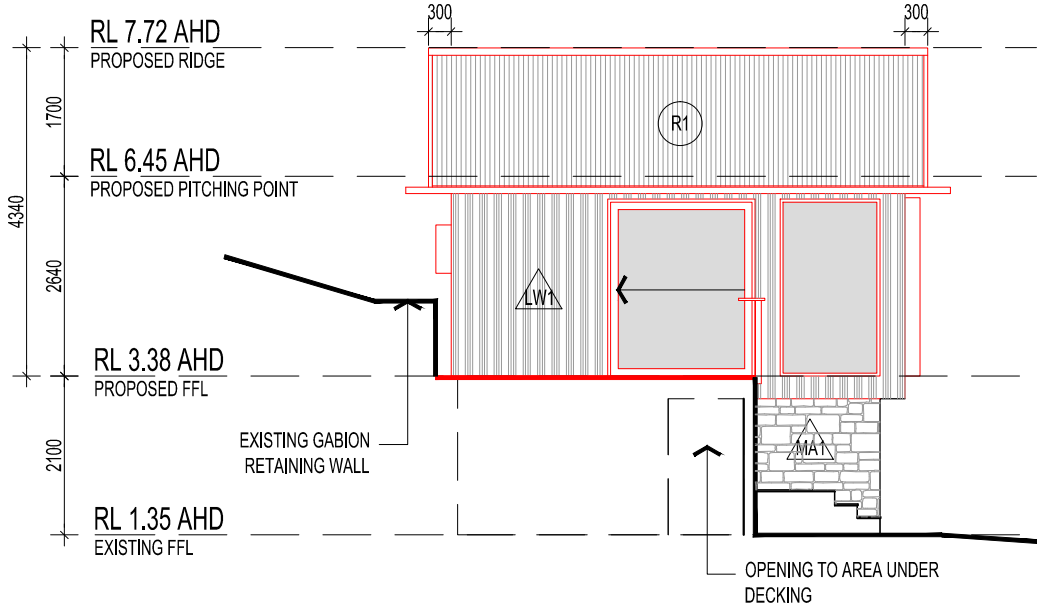 300
300
RL 7.72 AHD
PROPOSED RIDGE
1700
R1
RL 6.45 AHD
PROPOSED PITCHING POINT
4340
2640
LW1
RL 3.38 AHD
PROPOSED FFL
EXISTING GABION
RETAINING WALL
2100
MA1
RL 1.35 AHD
EXISTING FFL
OPENING TO AREA UNDER
DECKING